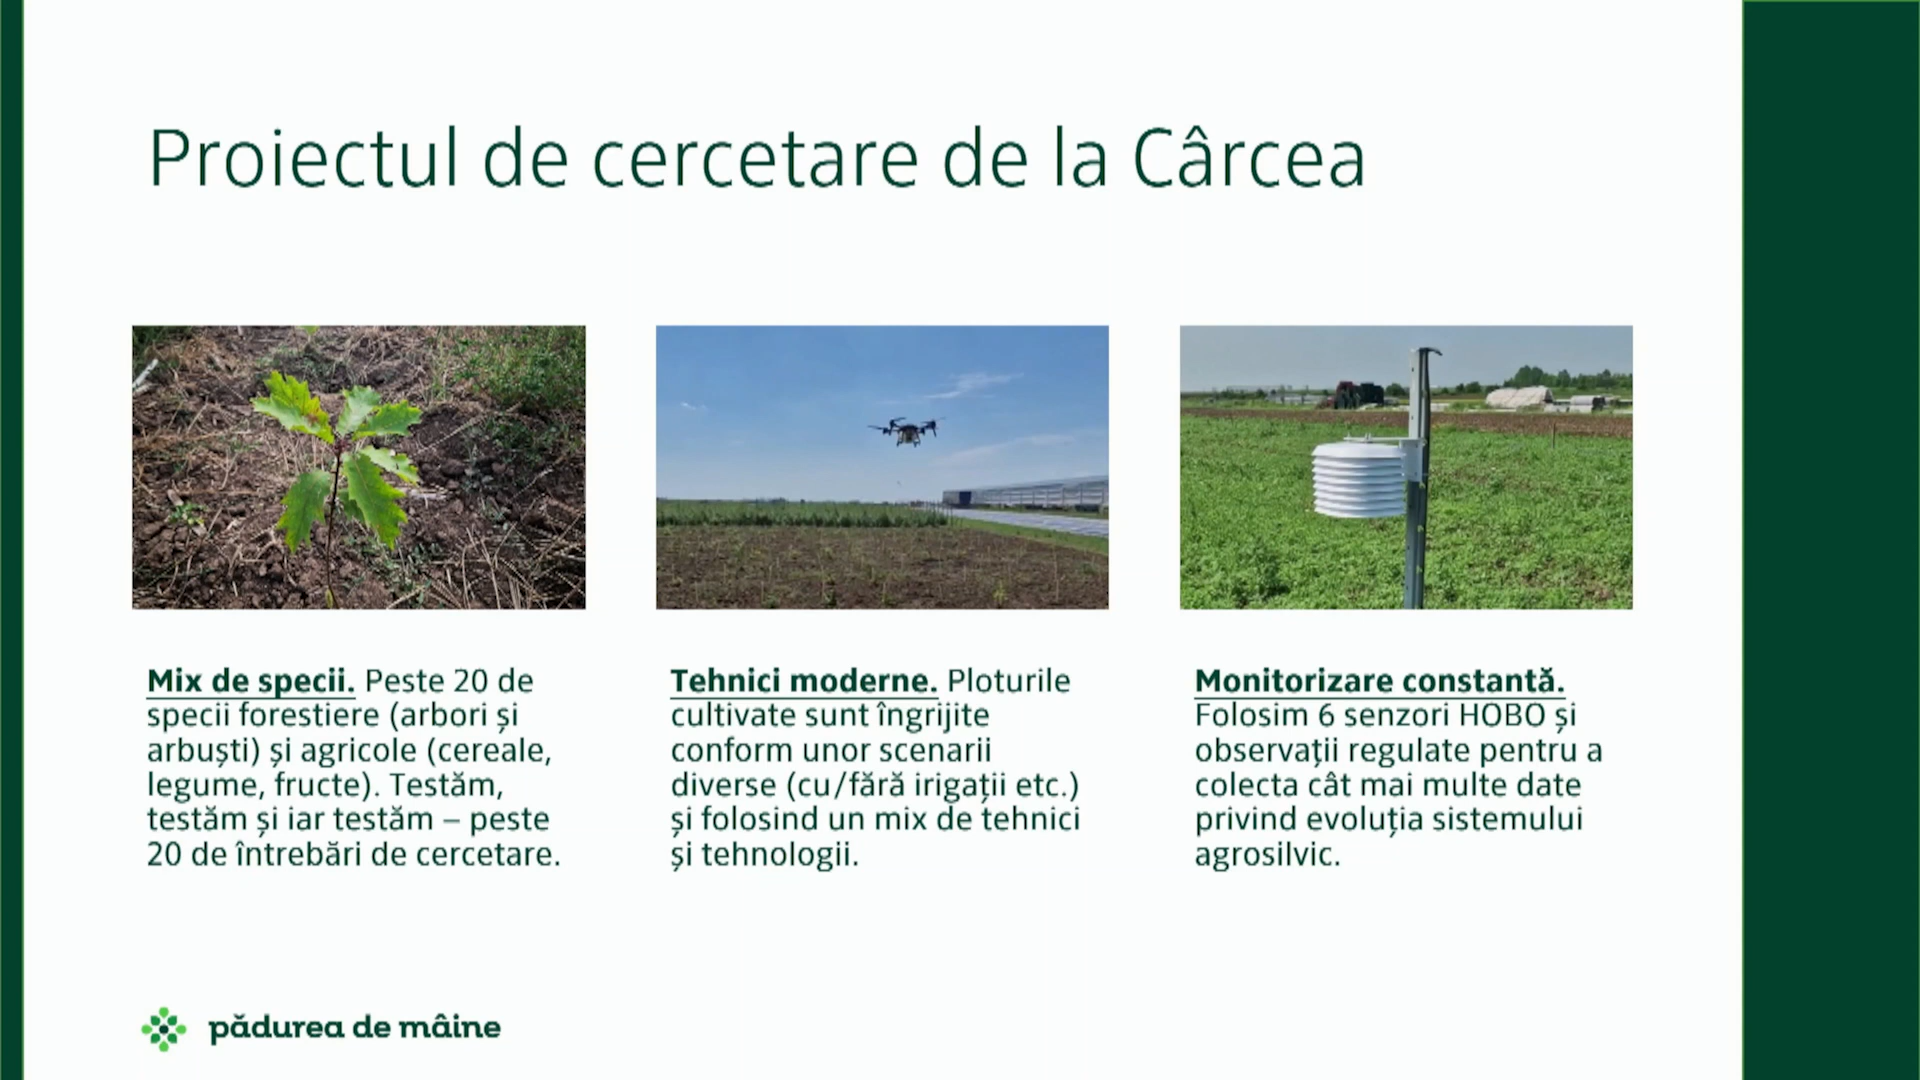 Proiectul de cercetare de la Cârcea
Mix de specii. Peste 20 de
specii forestiere (arbori și
arbuști) și agricole (cereale,
legume, fructe). Testăm,
testăm și iar testăm – peste
20 de întrebări de cercetare.
Tehnici moderne. Ploturile
cultivate sunt îngrijite
conform unor scenarii
diverse (cu/fără irigații etc.)
și folosind un mix de tehnici
și tehnologii.
Monitorizare constantă.
Folosim 6 senzori HOBO și
observații regulate pentru a
colecta cât mai multe date
privind evoluția sistemului
agrosilvic.
pădurea de mâine